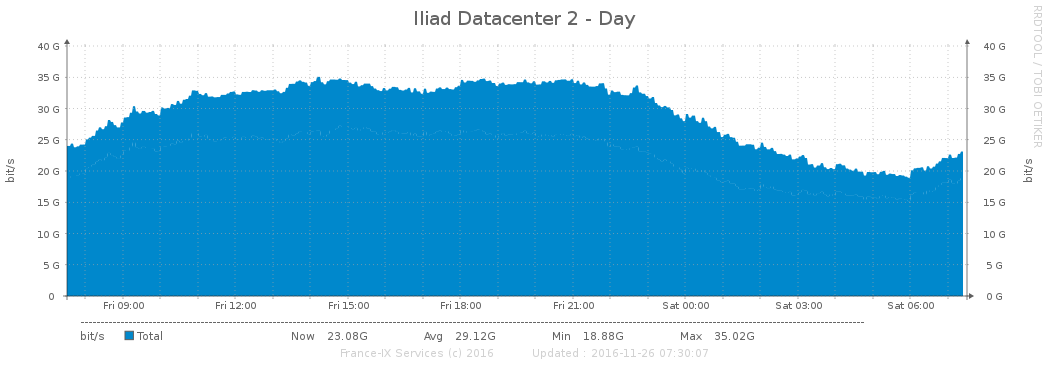 Iliad Datacenter 2 - Day
RRDTOOL / TOBI OETIKER
40 G 40 G
35 G 35 G
30 G 30 G
25 G 25 G
20 G 20 G
15 G 15 G
10 G 10 G
5 G 5 G
0 0 G
bit/s bit/s
Fri 09:00 Fri 12:00 Fri 15:00 Fri 18:00 Fri 21:00 Sat 00:00 Sat 03:00 Sat 06:00
bit/s Total Now 23.08G Avg 29.12G Min 18.88G Max 35.02G
France-IX Services (c) 2016 Updated : 2016-11-26 07:30:07